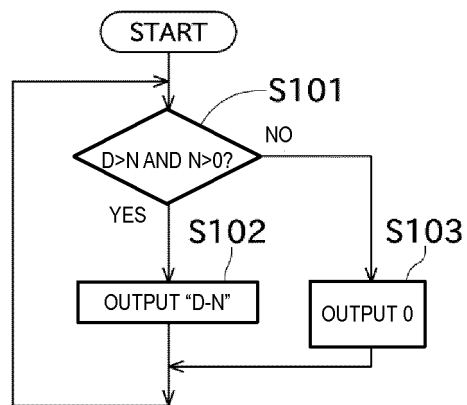 START
S101
D>N AND N>0?
NO
YES
S102
S103
OUTPUT “D-N”
OUTPUT 0